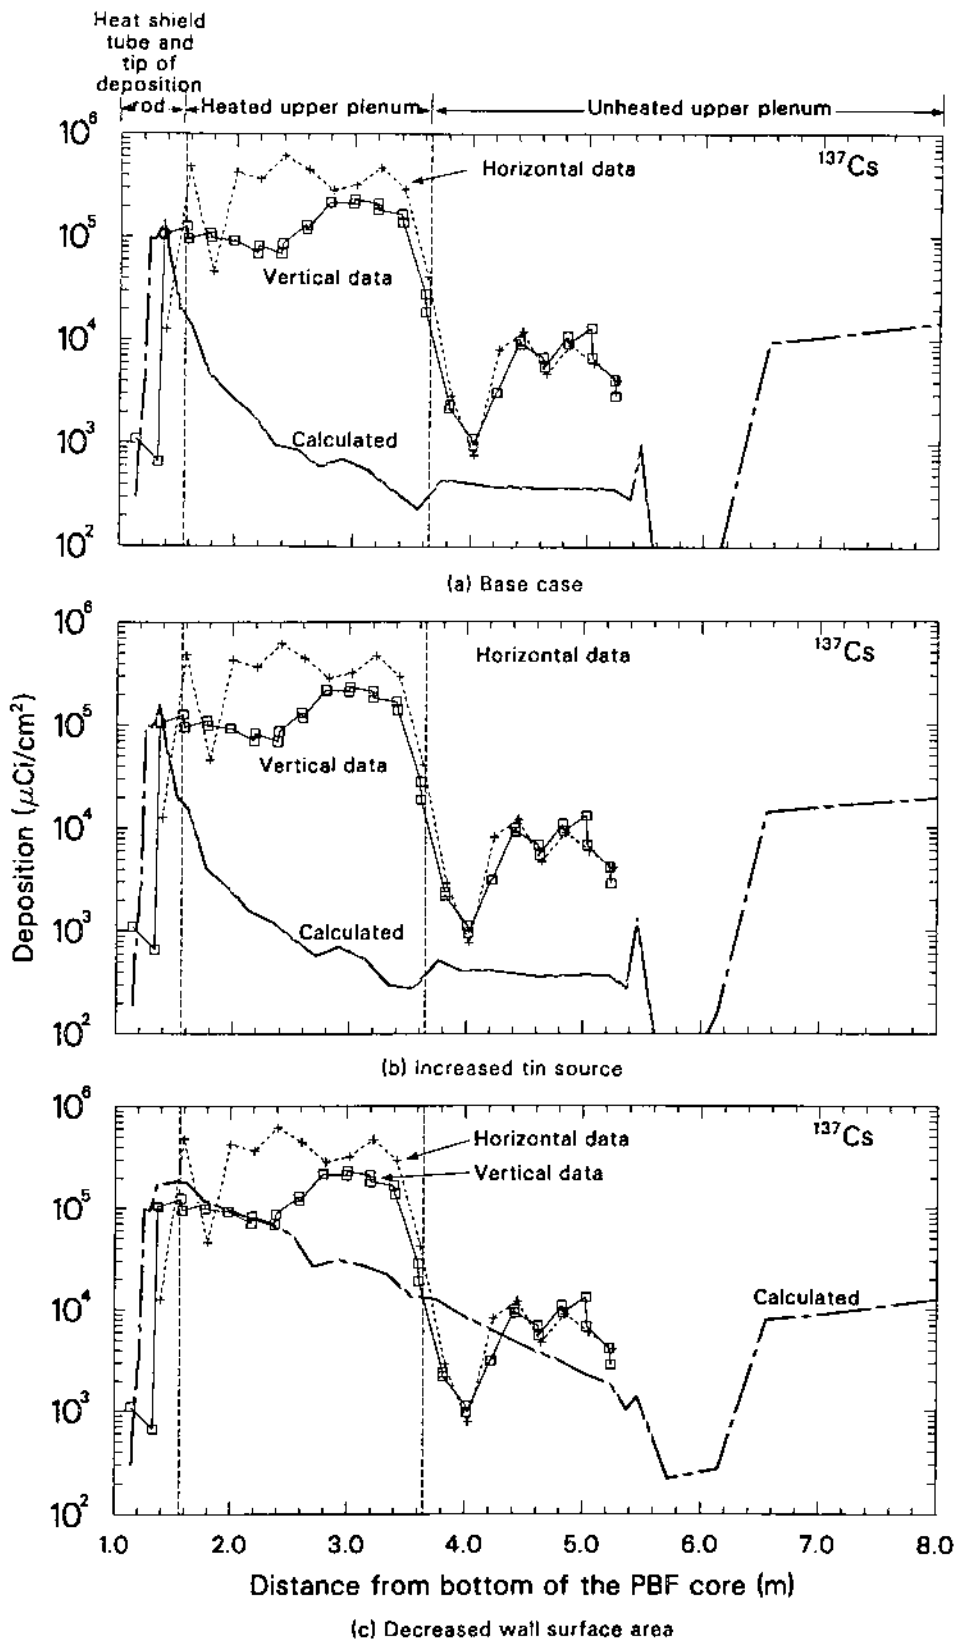 Heat shield
tube and
tip of
deposition
rod
Heated upper plenum
Unheated upper plenum
10⁶
10⁵
10⁴
10³
10²
¹³⁷Cs
Horizontal data
Vertical data
Calculated
(a) Base case
10⁶
10⁵
10⁴
10³
10²
¹³⁷Cs
Horizontal data
Vertical data
Calculated
Deposition (μCi/cm²)
(b) Increased tin source
10⁶
10⁵
10⁴
10³
10²
¹³⁷Cs
Horizontal data
Vertical data
Calculated
1.0 2.0 3.0 4.0 5.0 6.0 7.0 8.0
Distance from bottom of the PBF core (m)
(c) Decreased wall surface area